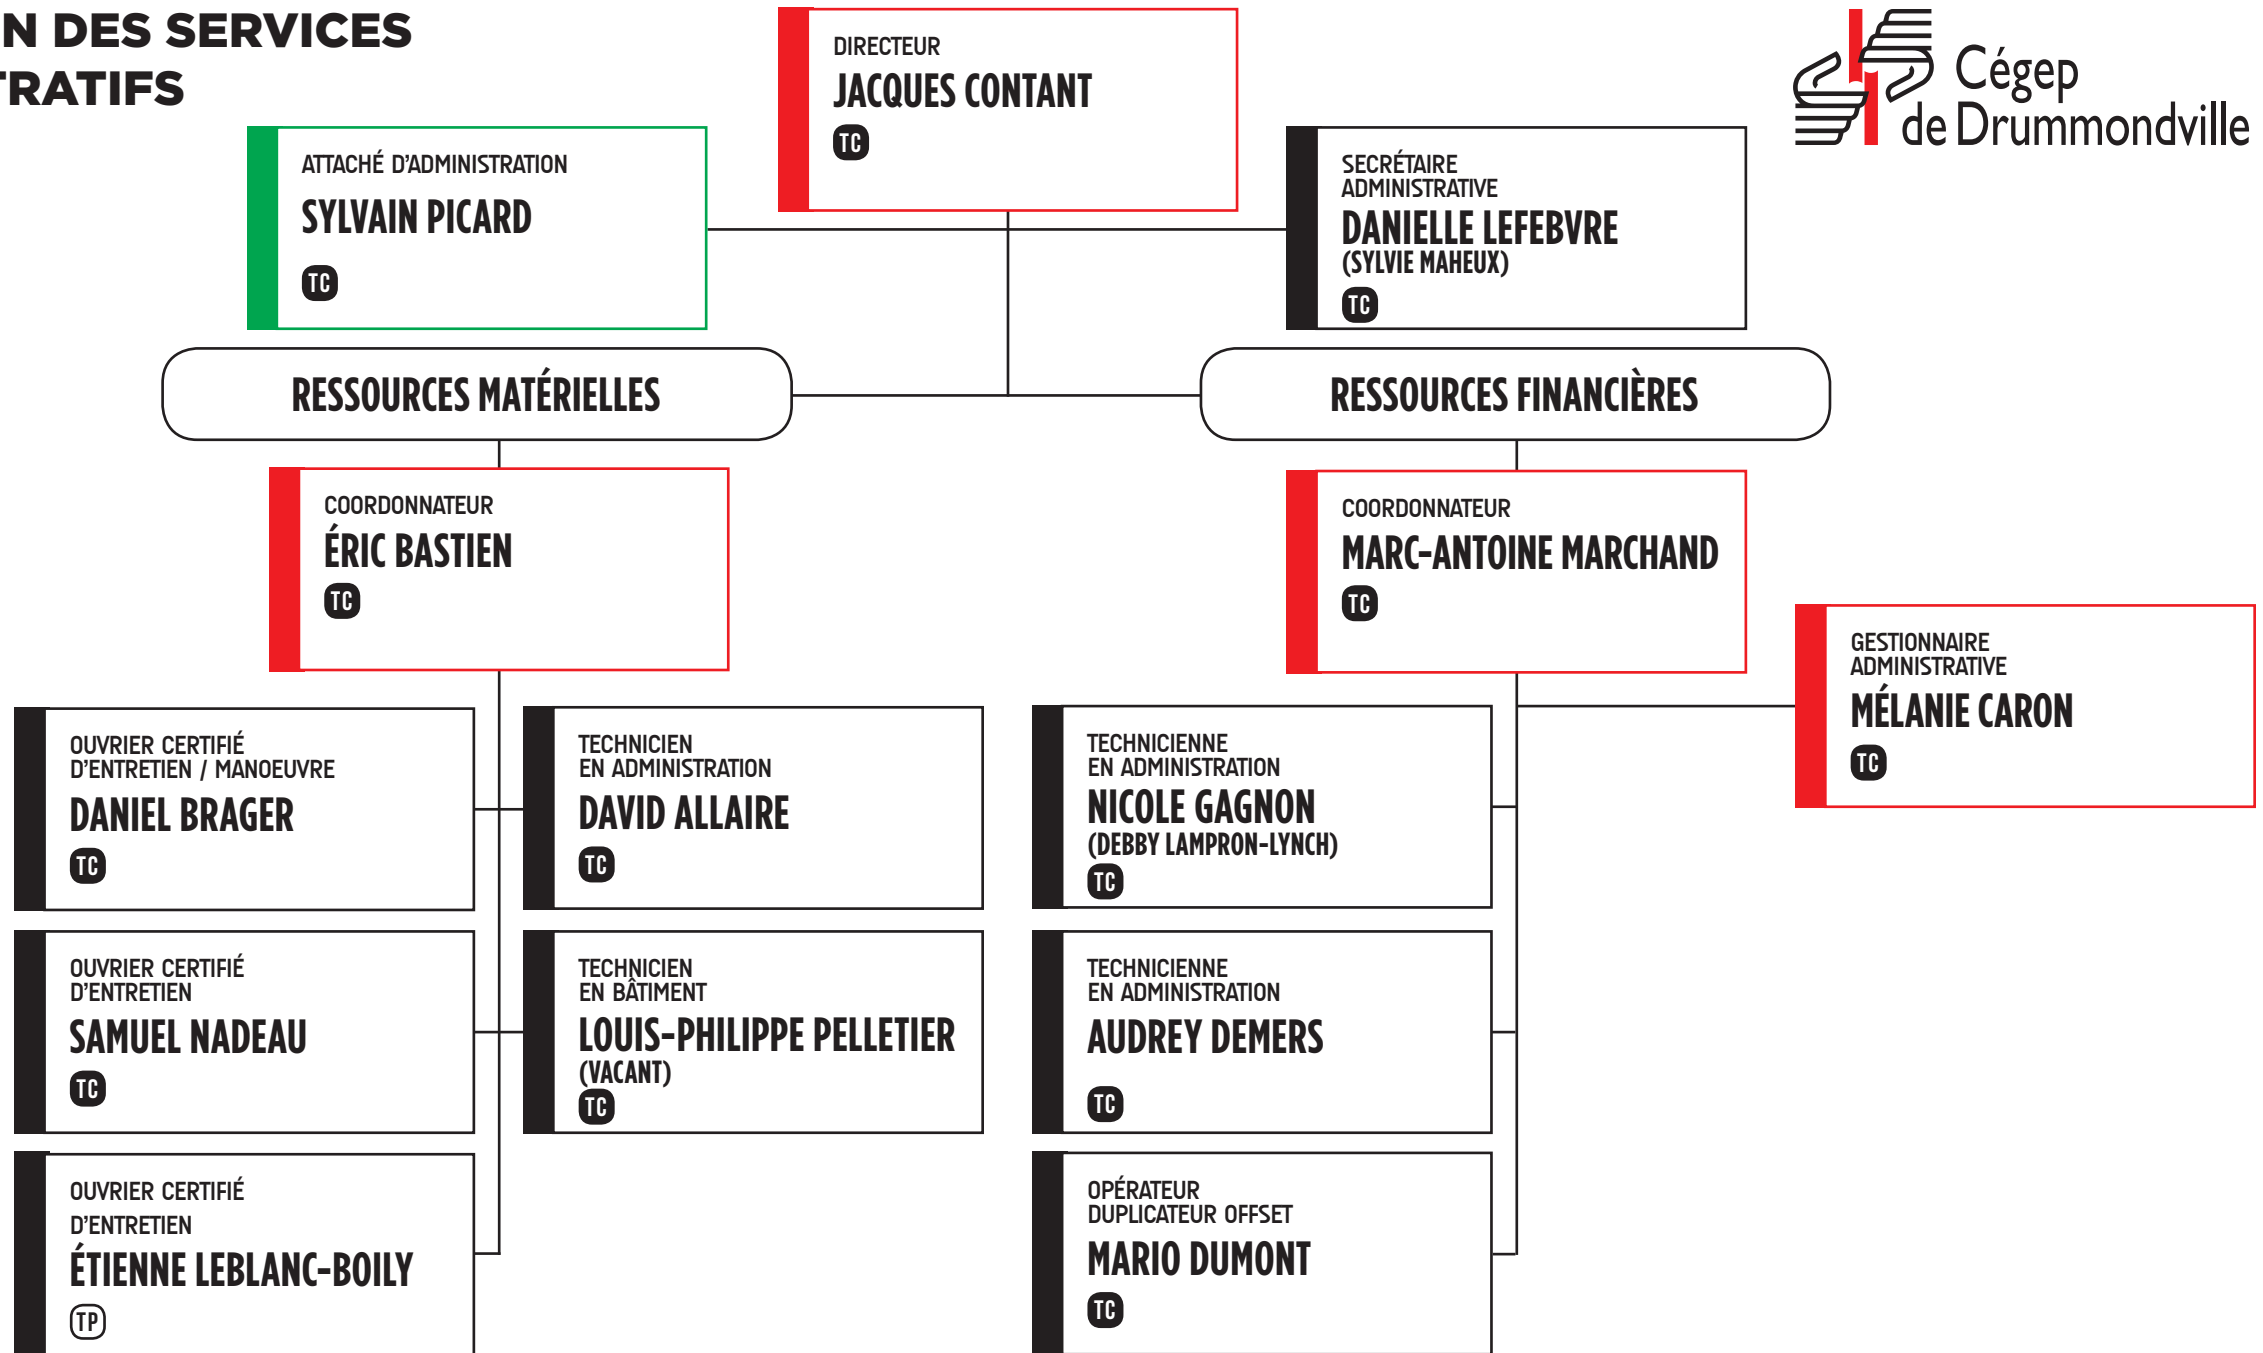 N DES SERVICES
TRATIFS
DIRECTEUR
JACQUES CONTANT
TC
Cégep
de Drummondville
ATTACHÉ D'ADMINISTRATION
SYLVAIN PICARD
TC
SECRÉTAIRE
ADMINISTRATIVE
DANIELLE LEFEBVRE
(SYLVIE MAHEUX)
TC
RESSOURCES MATÉRIELLES
RESSOURCES FINANCIÈRES
COORDONNATEUR
ÉRIC BASTIEN
TC
COORDONNATEUR
MARC-ANTOINE MARCHAND
TC
GESTIONNAIRE
ADMINISTRATIVE
MÉLANIE CARON
TC
OUVRIER CERTIFIÉ
D'ENTRETIEN / MANOEUVRE
DANIEL BRAGER
TC
TECHNICIEN
EN ADMINISTRATION
DAVID ALLAIRE
TC
TECHNICIENNE
EN ADMINISTRATION
NICOLE GAGNON
(DEBBY LAMPRON-LYNCH)
TC
OUVRIER CERTIFIÉ
D'ENTRETIEN
SAMUEL NADEAU
TC
TECHNICIEN
EN BÂTIMENT
LOUIS-PHILIPPE PELLETIER
(VACANT)
TC
TECHNICIENNE
EN ADMINISTRATION
AUDREY DEMERS
TC
OUVRIER CERTIFIÉ
D'ENTRETIEN
ÉTIENNE LEBLANC-BOILY
TP
OPÉRATEUR
DUPLICATEUR OFFSET
MARIO DUMONT
TC